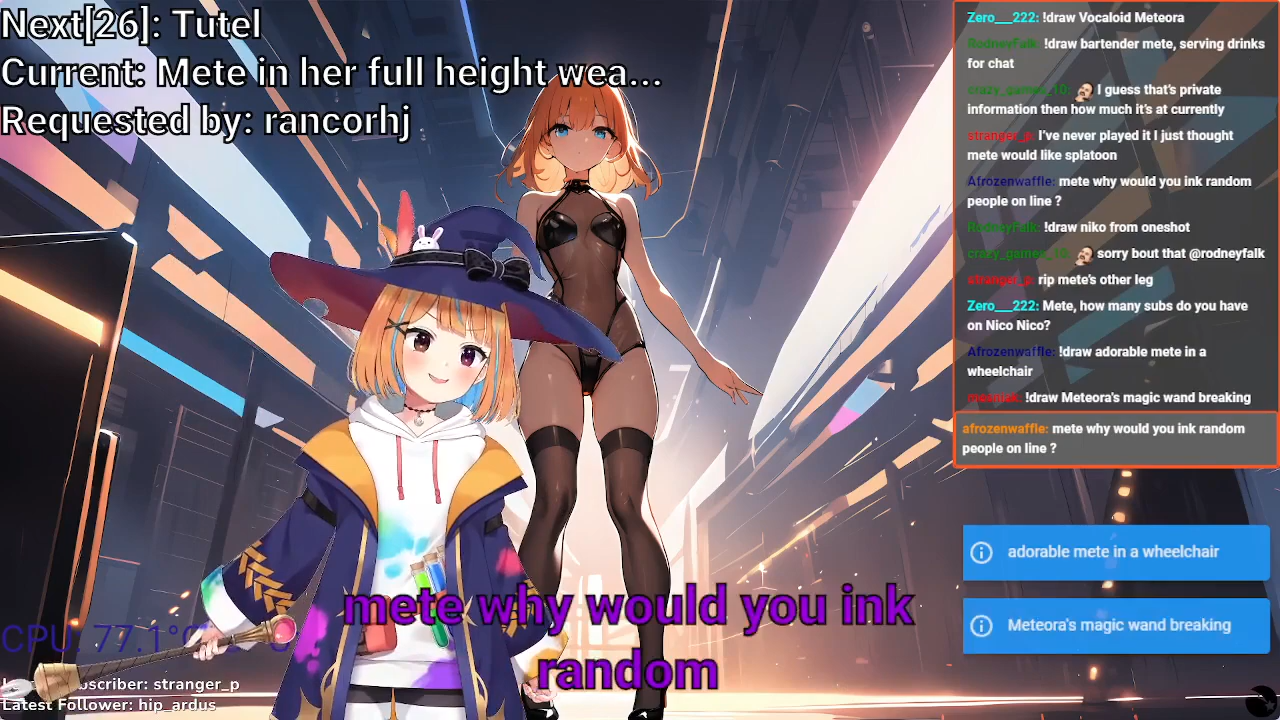 Next[26]: Tutel
Current: Mete in her full height wea...
Requested by: rancorhj
Zero___222: !draw Vocaloid Meteora
RodneyFalk: !draw bartender mete, serving drinks
for chat
crazy_games_10: I guess that's private
information then how much it's at currently
stranger_p: I've never played it I just thought
mete would like splatoon
Afrozenwaffle: mete why would you ink random
people on line ?
RodneyFalk: !draw niko from oneshot
crazy_games_10: sorry bout that @rodneyfalk
stranger_p: rip mete's other leg
Zero___222: Mete, how many subs do you have
on Nico Nico?
Afrozenwaffle: !draw adorable mete in a
wheelchair
!draw Meteora's magic wand breaking
afrozenwaffle: mete why would you ink random
people on line ?
adorable mete in a wheelchair
Meteora's magic wand breaking
mete why would you ink
random
CPU: 77.1°C
subscriber: stranger_p
Latest Follower: hip_ardus